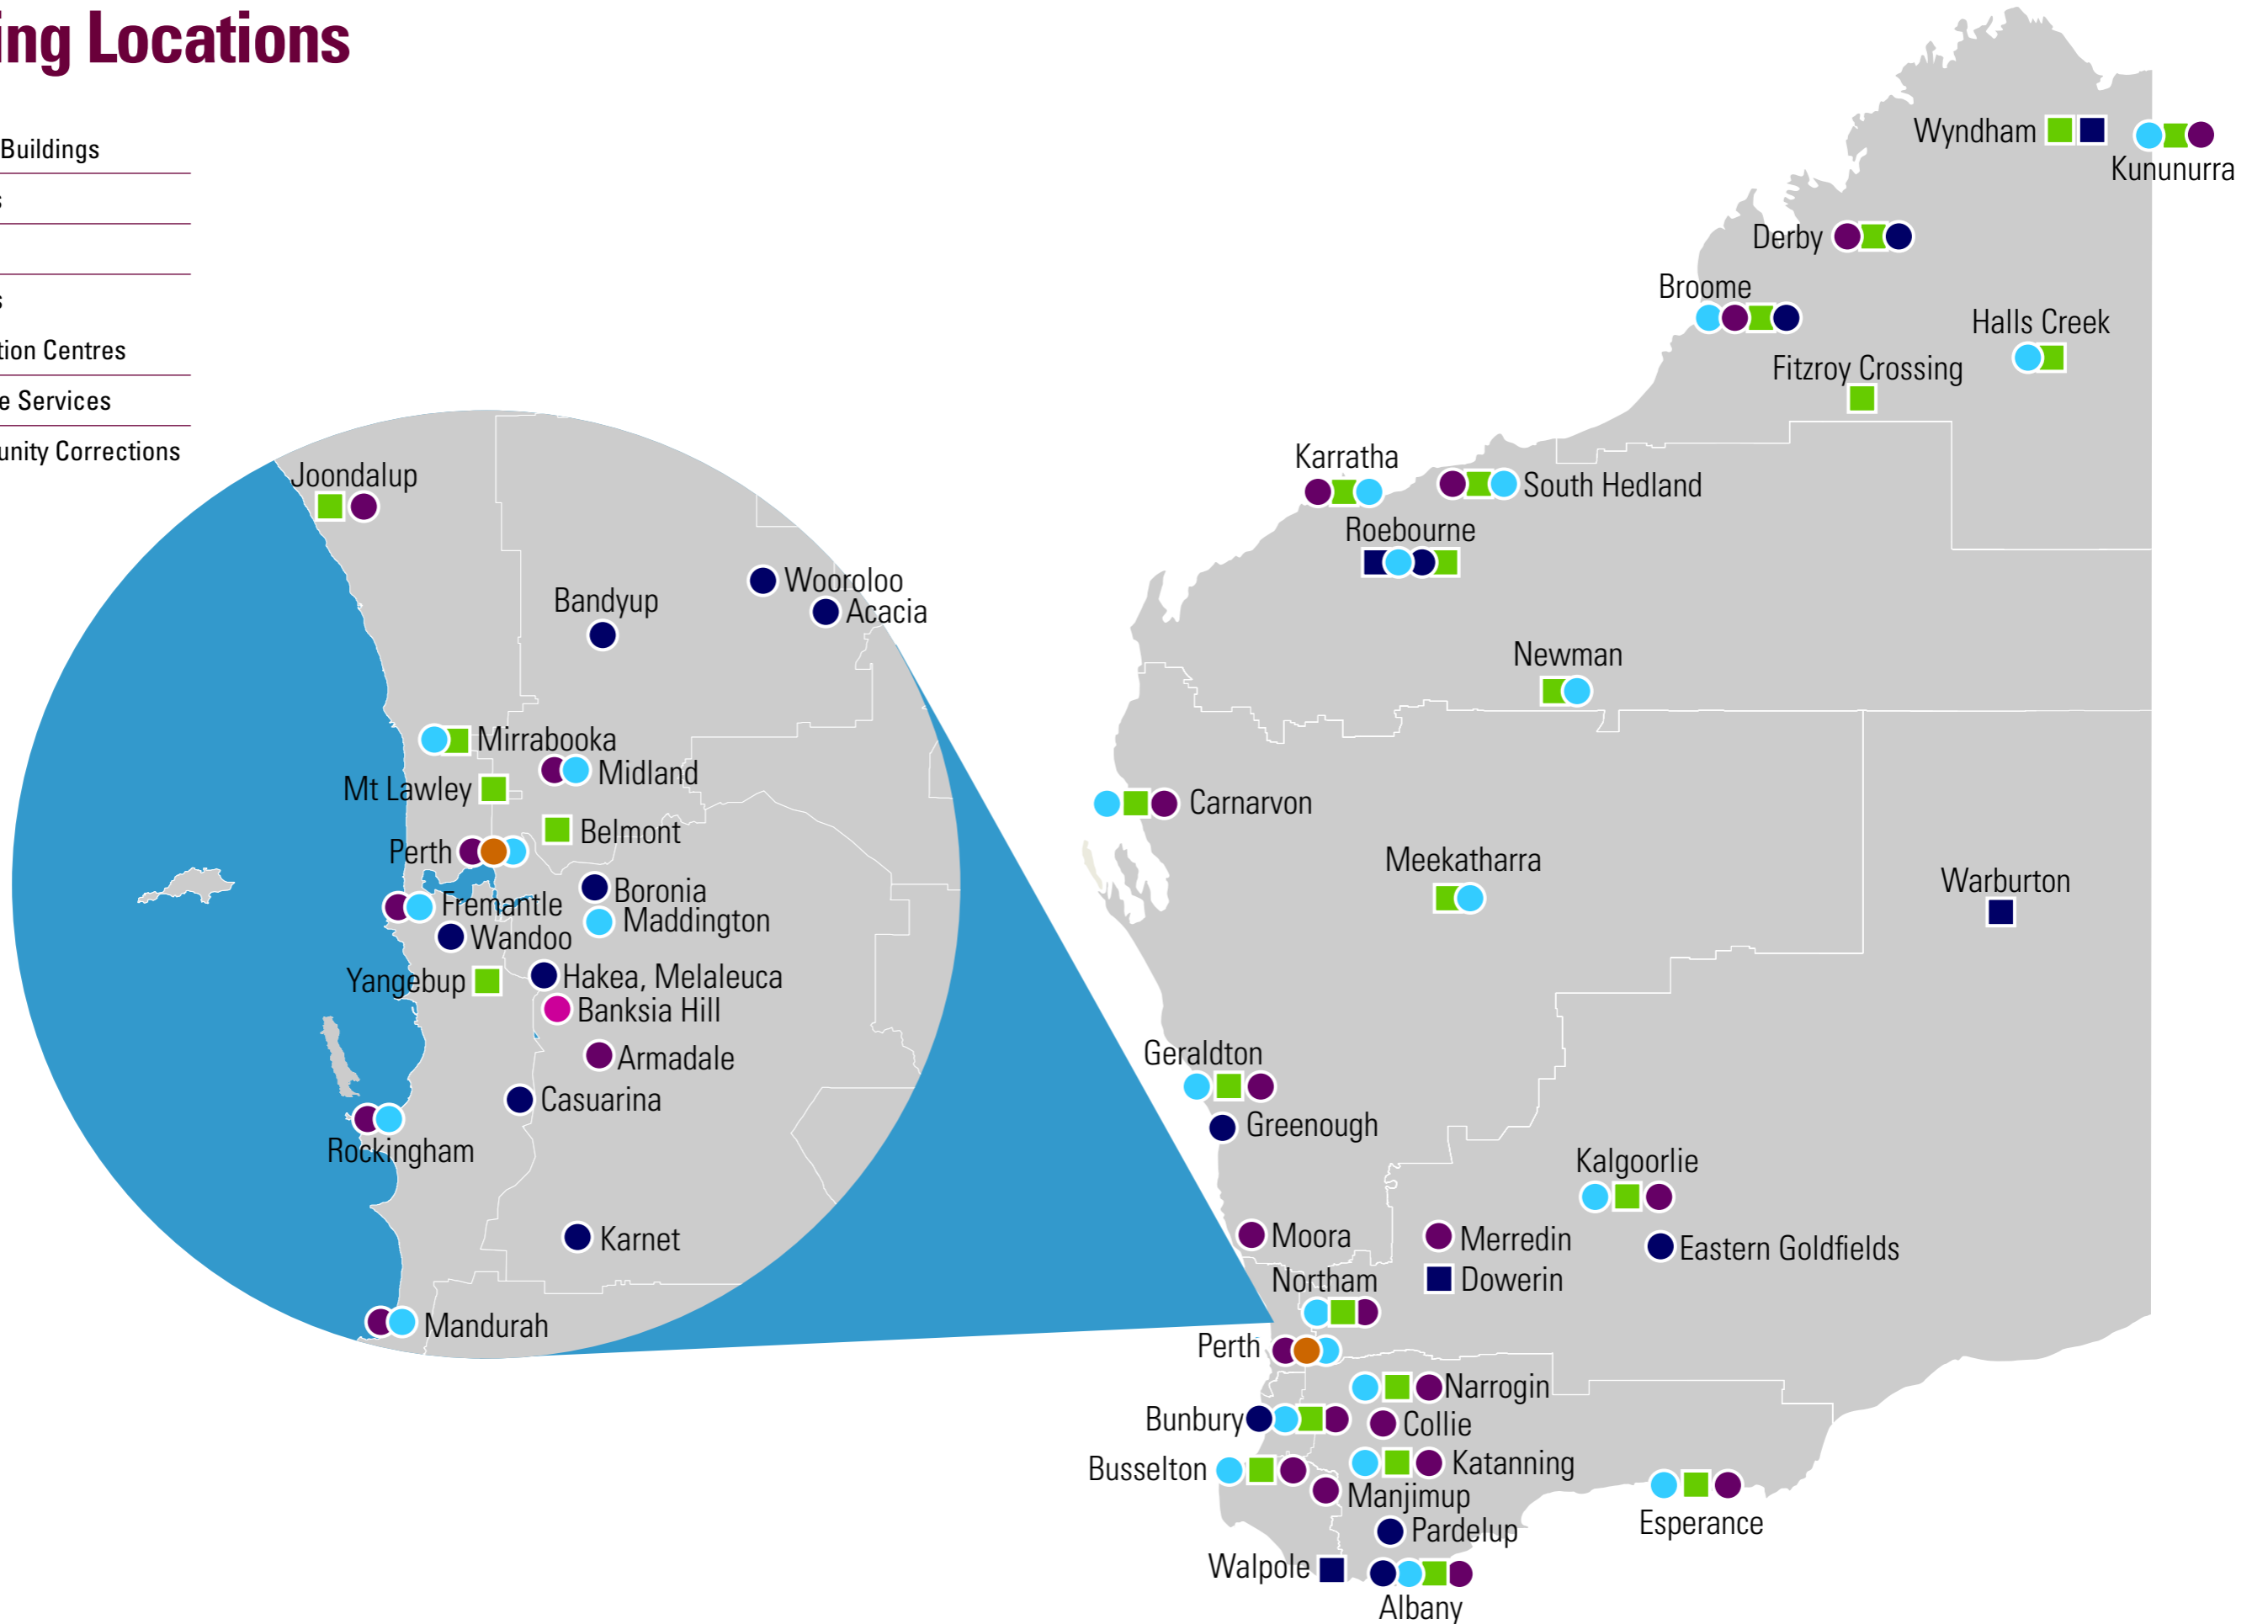 ing Locations
Buildings
s
s
tion Centres
e Services
unity Corrections
Joondalup
Wooroloo
Acacia
Bandyup
Mirrabooka
Midland
Mt Lawley
Belmont
Perth
Boronia
Fremantle
Maddington
Wandoo
Yangebup
Hakea, Melaleuca
Banksia Hill
Armadale
Casuarina
Rockingham
Karnet
Mandurah
Wyndham
Kununurra
Derby
Broome
Halls Creek
Fitzroy Crossing
Karratha
South Hedland
Roebourne
Newman
Carnarvon
Meekatharra
Warburton
Geraldton
Greenough
Kalgoorlie
Moora
Merredin
Eastern Goldfields
Northam
Dowerin
Perth
Narrogin
Bunbury
Collie
Busselton
Katanning
Manjimup
Esperance
Pardelup
Walpole
Albany